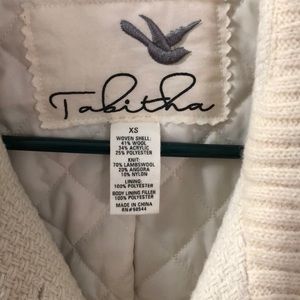 Tabitha
XS
WOVEN SHELL:
41% WOOL
34% ACRYLIC
25% POLYESTER
KNIT:
70% LAMBSWOOL
20% ANGORA
10% NYLON
LINING:
100% POLYESTER
BODY LINING FILLER
100% POLYESTER
MADE IN CHINA
RN#98544